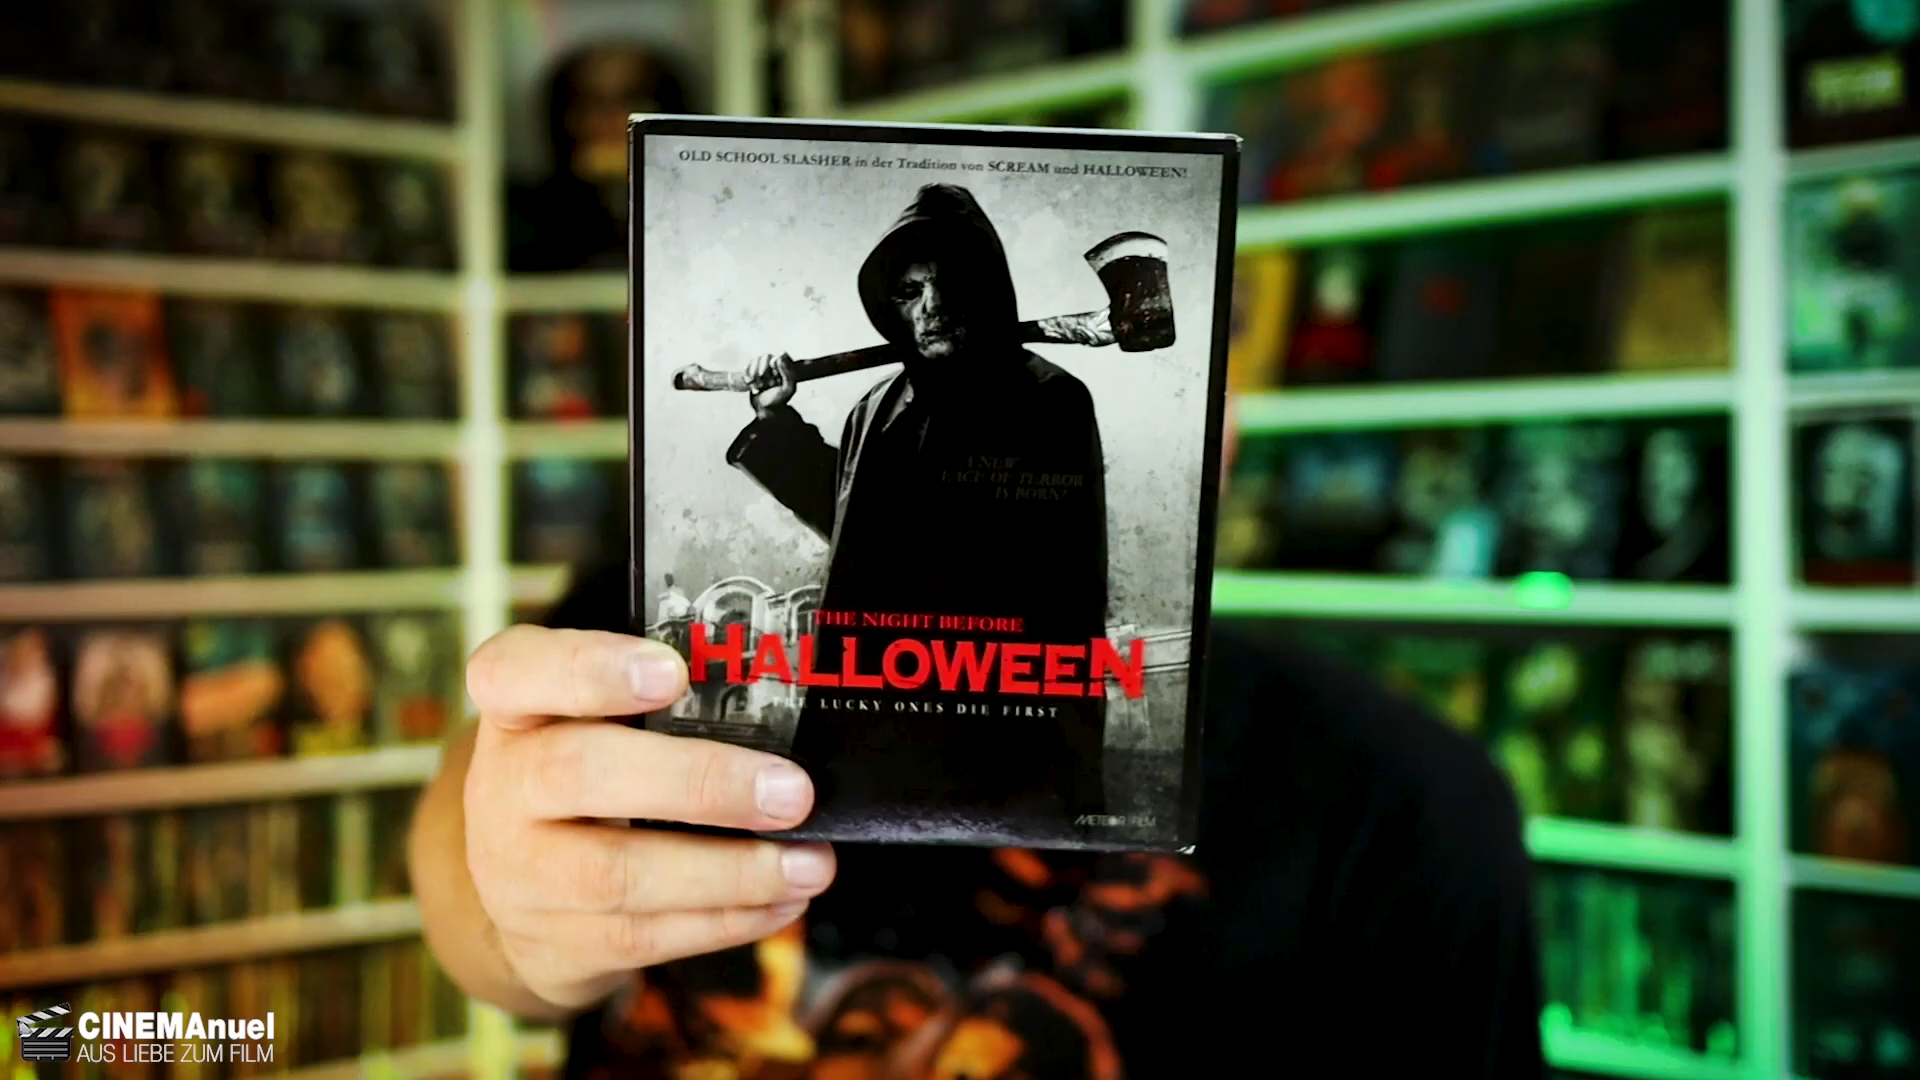 OLD SCHOOL SLASHER in der Tradition von SCREAM und HALLOWEEN!
A NEW
FACE OF TERROR
IS BORN!
THE NIGHT BEFORE
HALLOWEEN
THE LUCKY ONES DIE FIRST
METEOR FILM
CINEMAnuel
AUS LIEBE ZUM FILM